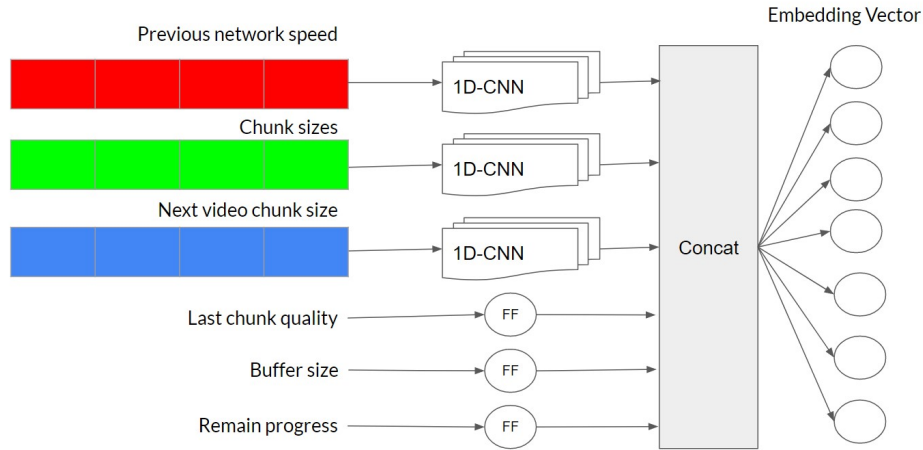 Embedding Vector
Previous network speed
1D-CNN
Chunk sizes
1D-CNN
Next video chunk size
1D-CNN
Concat
Last chunk quality
FF
Buffer size
FF
Remain progress
FF